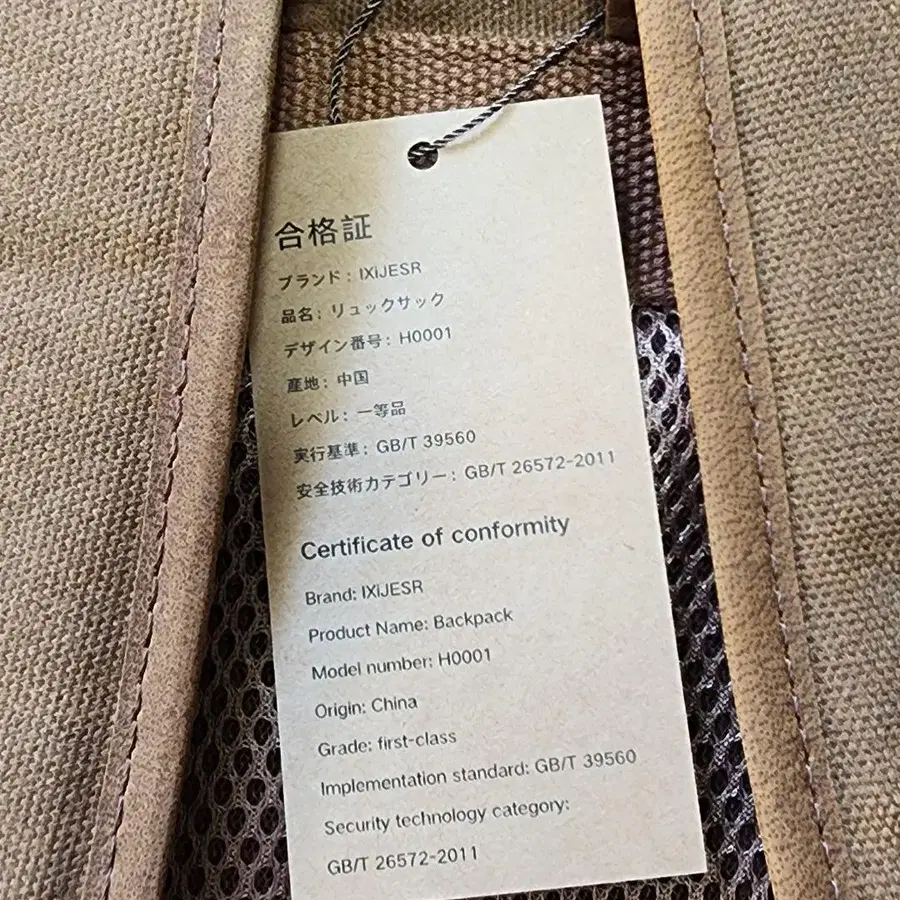 合格証
ブランド: IXiJESR
品名: リュックサック
デザイン番号: H0001
産地: 中国
レベル: 一等品
実行基準: GB/T 39560
安全技術カテゴリー: GB/T 26572-2011
Certificate of conformity
Brand: IXiJESR
Product Name: Backpack
Model number: H0001
Origin: China
Grade: first-class
Implementation standard: GB/T 39560
Security technology category:
GB/T 26572-2011